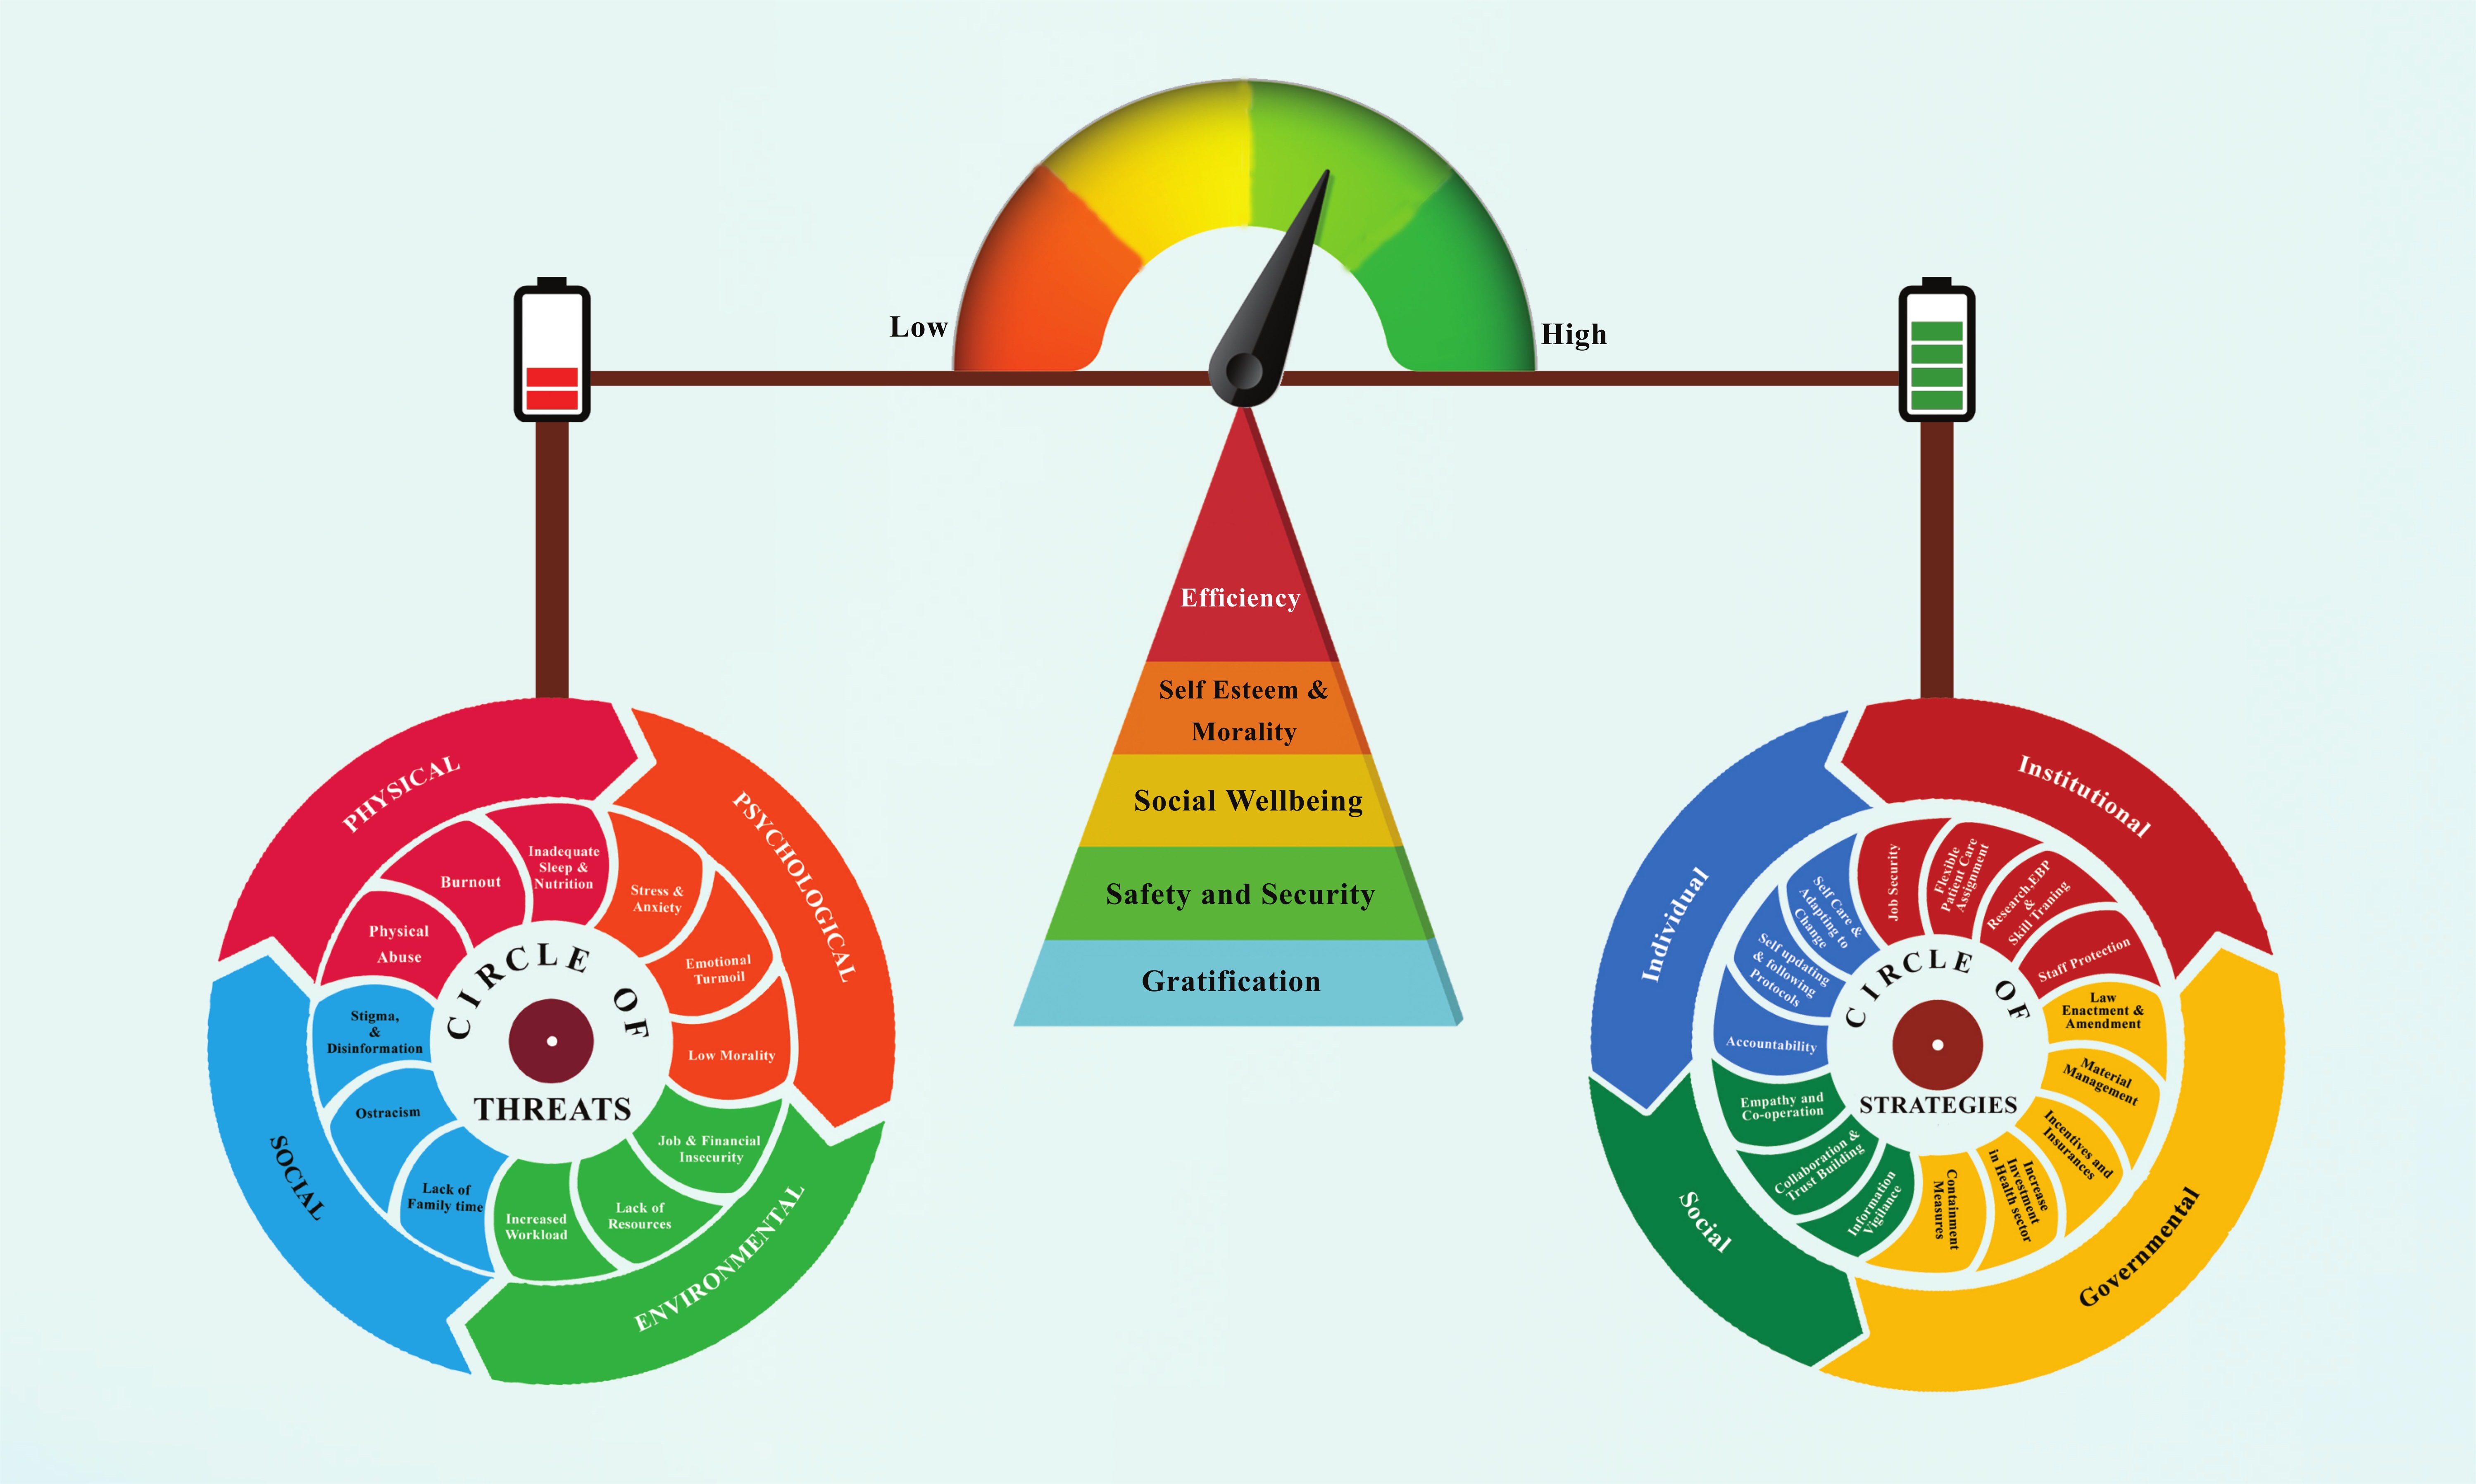 Low
High
Efficiency
Self Esteem &
Morality
Social Wellbeing
Safety and Security
Gratification
PHYSICAL
PSYCHOLOGICAL
ENVIRONMENTAL
SOCIAL
Inadequate
Sleep &
Nutrition
Burnout
Physical
Abuse
Stress &
Anxiety
Emotional
Turmoil
Low Morality
Job & Financial
Insecurity
Lack of
Resources
Increased
Workload
Lack of
Family time
Ostracism
Stigma,
&
Disinformation
CIRCLE OF
THREATS
Institutional
Governmental
Social
Individual
Job Security
Flexible
Patient Care
Assignment
Research,EBP
&
Skill Traning
Staff Protection
Law
Enactment &
Amendment
Material
Management
Incentives and
Insurances
Increase
Investment
in Health sector
Containment
Measures
Information
Vigilance
Collaboration &
Trust Building
Empathy and
Co-operation
Accountability
Self updating
& following
Protocols
Self Care &
Adapting to
Change
CIRCLE OF
STRATEGIES